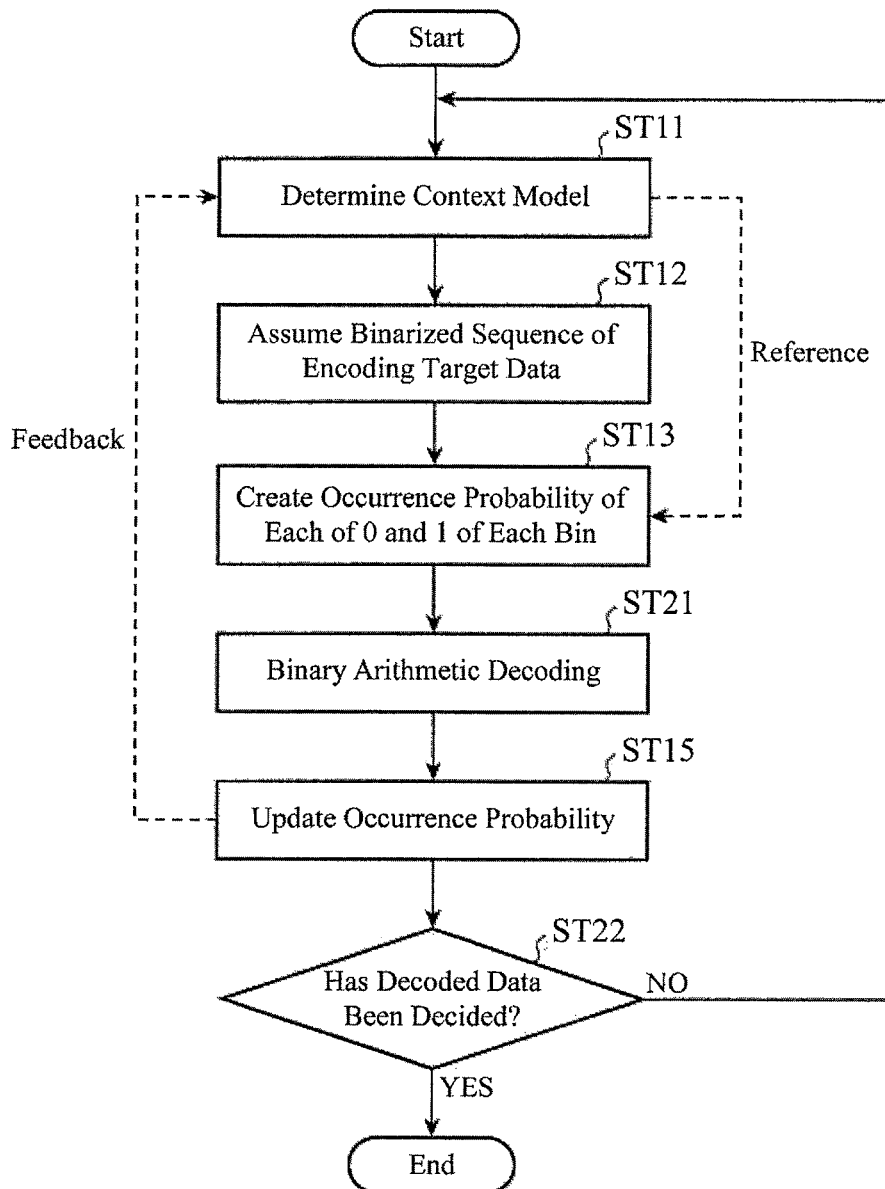 Start
ST11
Determine Context Model
ST12
Assume Binarized Sequence of
Encoding Target Data
Reference
Feedback
ST13
Create Occurrence Probability of
Each of 0 and 1 of Each Bin
ST21
Binary Arithmetic Decoding
ST15
Update Occurrence Probability
ST22
Has Decoded Data
Been Decided?
NO
YES
End